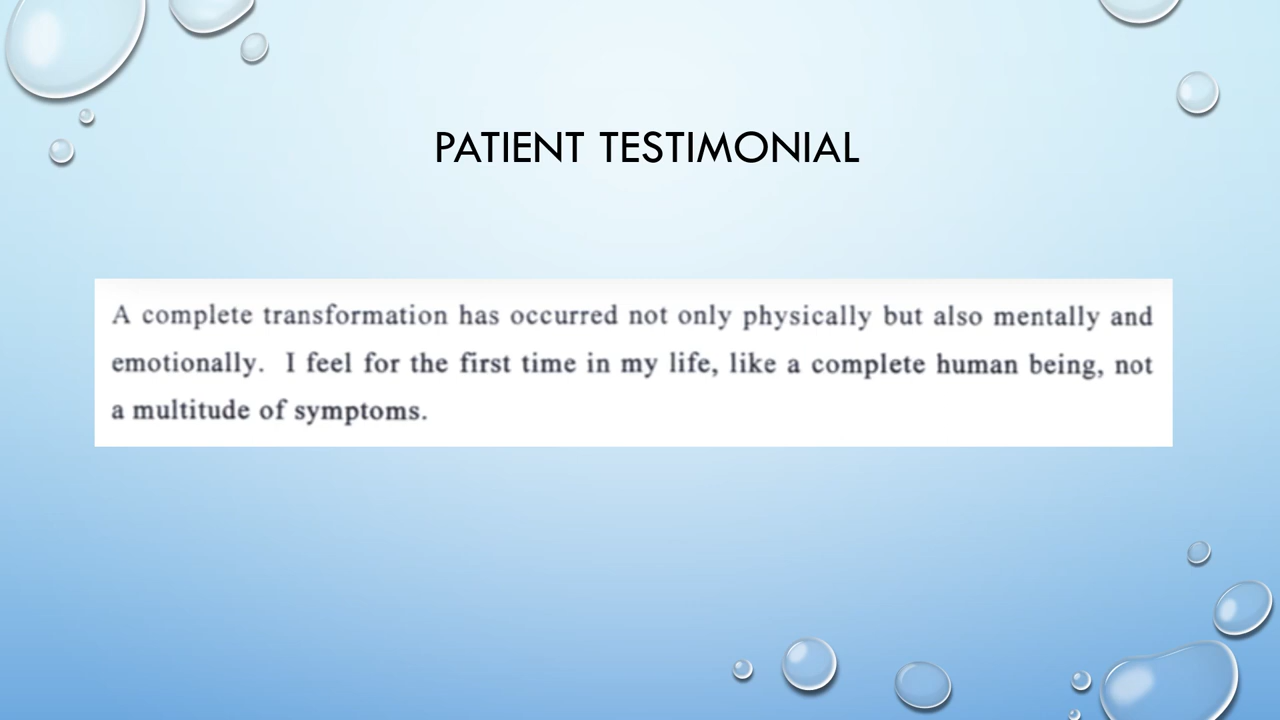 PATIENT TESTIMONIAL
A complete transformation has occurred not only physically but also mentally and
emotionally. I feel for the first time in my life, like a complete human being, not
a multitude of symptoms.